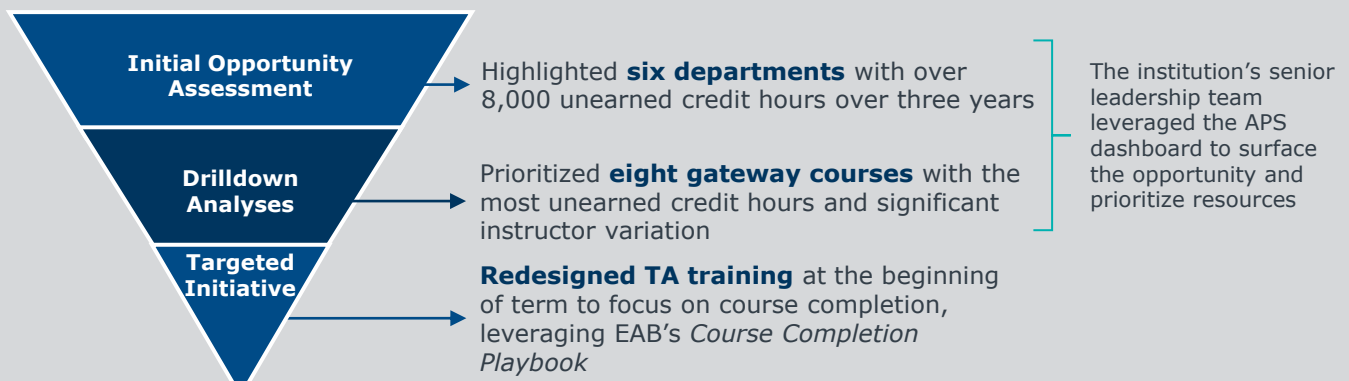 Initial Opportunity
Assessment
Highlighted six departments with over
8,000 unearned credit hours over three years
Drilldown
Analyses
Prioritized eight gateway courses with the
most unearned credit hours and significant
instructor variation
Targeted
Initiative
Redesigned TA training at the beginning
of term to focus on course completion,
leveraging EAB’s Course Completion
Playbook
The institution’s senior
leadership team
leveraged the APS
dashboard to surface
the opportunity and
prioritize resources